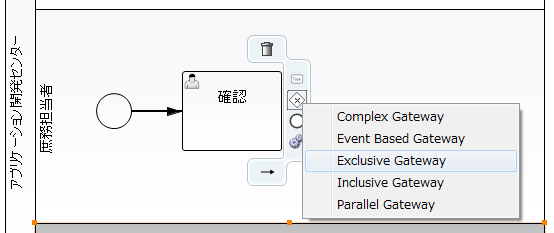 アプリケーション開発センター
庶務担当者
確認
Task
Complex Gateway
Event Based Gateway
Exclusive Gateway
Inclusive Gateway
Parallel Gateway